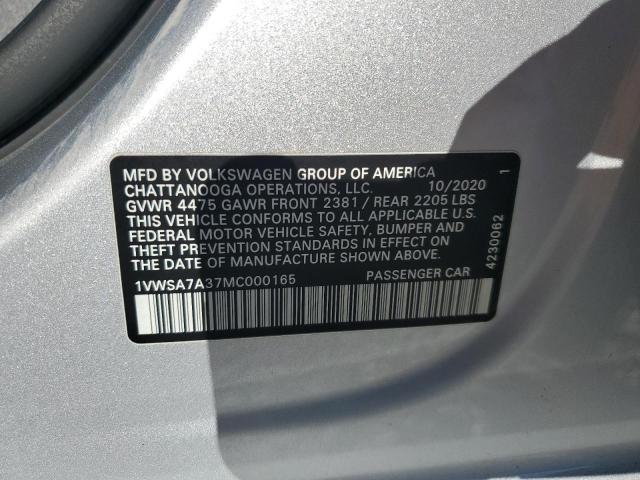 MFD BY VOLKSWAGEN GROUP OF AMERICA
CHATTANOOGA OPERATIONS, LLC. 10/2020
GVWR 4475 GAWR FRONT 2381 / REAR 2205 LBS
THIS VEHICLE CONFORMS TO ALL APPLICABLE U.S.
FEDERAL MOTOR VEHICLE SAFETY, BUMPER AND
THEFT PREVENTION STANDARDS IN EFFECT ON
THE DATE OF MANUFACTURE SHOWN ABOVE.
1VWSA7A37MC000165 PASSENGER CAR
4230062 1